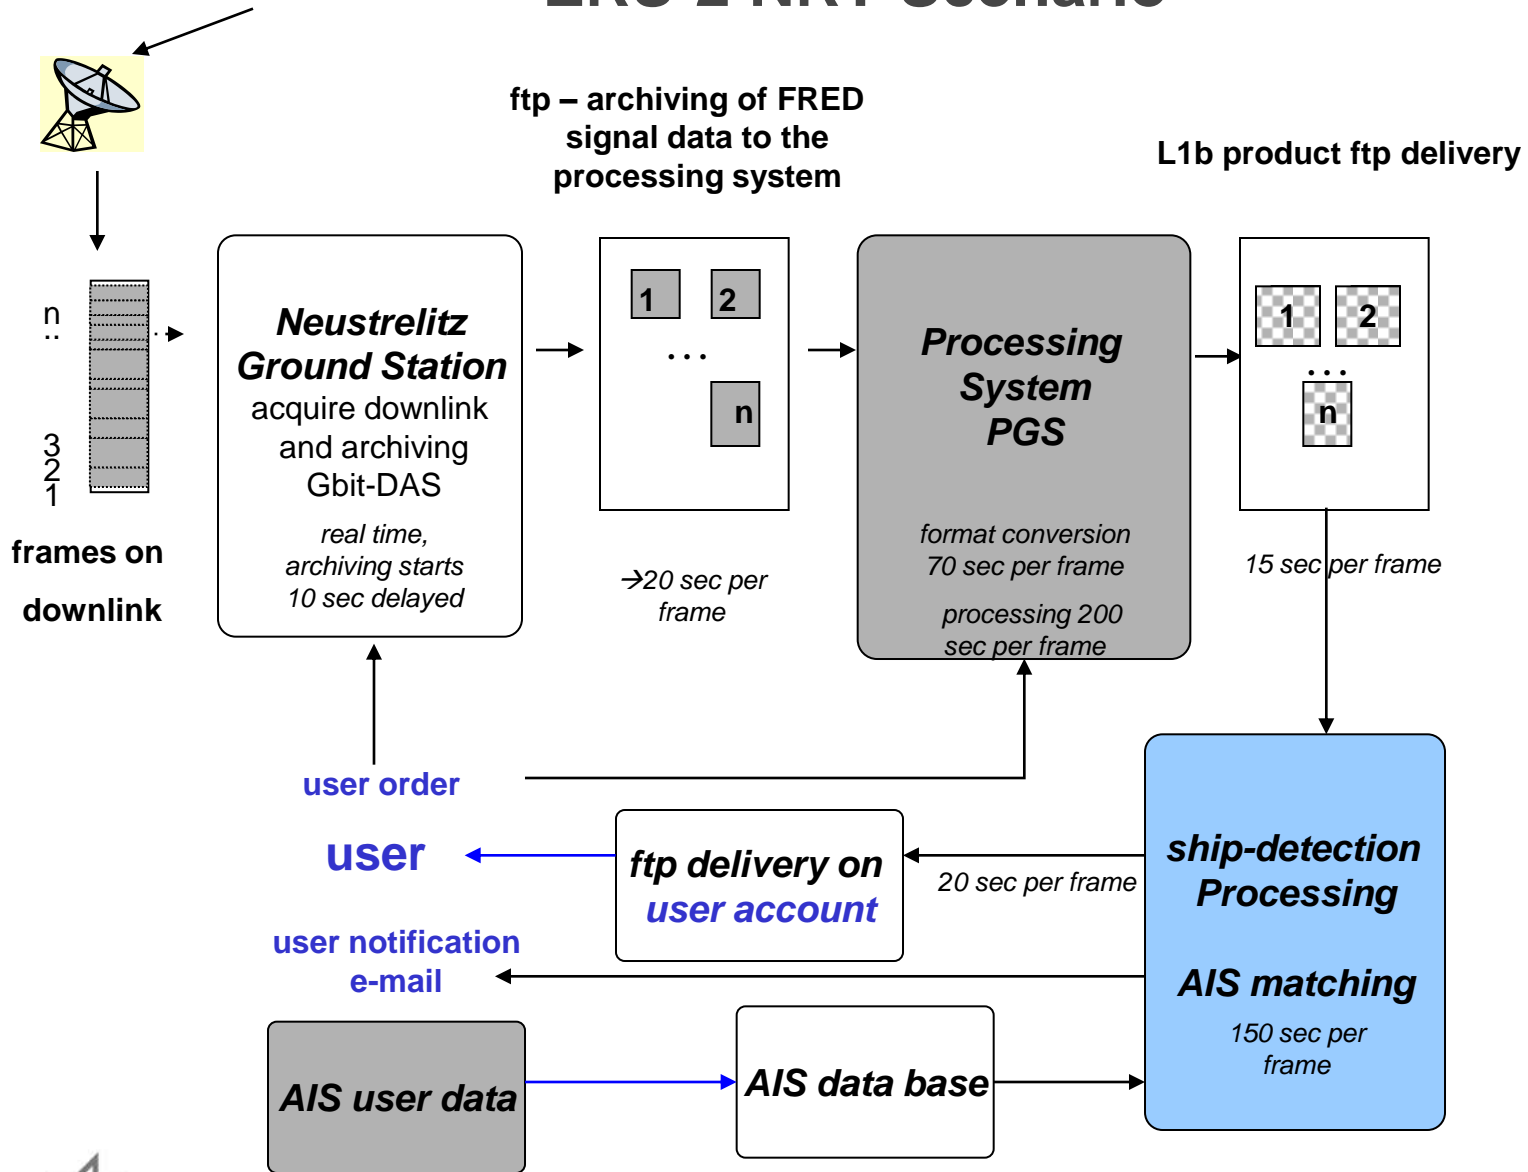 ERS-2 NRT Scenario
ftp – archiving of FRED
signal data to the
processing system
L1b product ftp delivery
n
..
3
2
1
frames on
downlink
Neustrelitz
Ground Station
acquire downlink
and archiving
Gbit-DAS
real time,
archiving starts
10 sec delayed
1 2
...
n
→20 sec per
frame
Processing
System
PGS
format conversion
70 sec per frame
processing 200
sec per frame
1 2
...
n
15 sec per frame
user order
user
ftp delivery on
user account
20 sec per frame
ship-detection
Processing
AIS matching
150 sec per
frame
user notification
e-mail
AIS user data
AIS data base